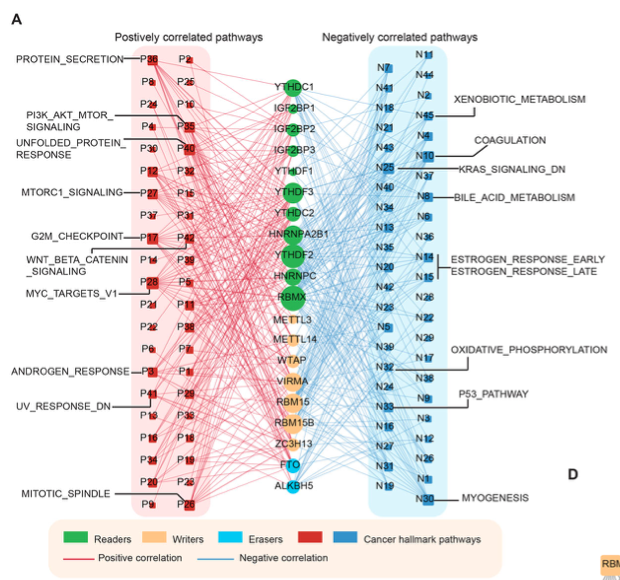 A
Postively correlated pathways
Negatively correlated pathways
PROTEIN_SECRETION
PI3K_AKT_MTOR_
SIGNALING
UNFOLDED_PROTEIN_
RESPONSE
MTORC1_SIGNALING
G2M_CHECKPOINT
WNT_BETA_CATENIN
_SIGNALING
MYC_TARGETS_V1
ANDROGEN_RESPONSE
UV_RESPONSE_DN
MITOTIC_SPINDLE
P36 P2
P8 P25
P24 P10
P4 P35
P30 P40
P12 P32
P27 P15
P37 P31
P17 P42
P14 P39
P28 P5
P21 P11
P22 P38
P6 P7
P3 P1
P41 P29
P13 P33
P16 P18
P34 P19
P20 P23
P9 P26
YTHDC1
IGF2BP1
IGF2BP2
IGF2BP3
YTHDF1
YTHDF3
YTHDC2
HNRNPA2B1
YTHDF2
HNRNPC
RBMX
METTL3
METTL14
WTAP
VIRMA
RBM15
RBM15B
ZC3H13
FTO
ALKBH5
N7
N41
N18
N21
N43
N25
N40
N34
N13
N35
N20
N42
N23
N5
N39
N32
N24
N33
N16
N27
N31
N19
N11
N44
N2
N45
N4
N10
N37
N8
N6
N36
N14
N15
N28
N22
N29
N17
N38
N9
N3
N12
N26
N1
N30
XENOBIOTIC_METABOLISM
COAGULATION
KRAS_SIGNALING_DN
BILE_ACID_METABOLISM
ESTROGEN_RESPONSE_EARLY
ESTROGEN_RESPONSE_LATE
OXIDATIVE_PHOSPHORYLATION
P53_PATHWAY
MYOGENESIS
D
Readers Writers Erasers Cancer hallmark pathways
Positive correlation Negative correlation